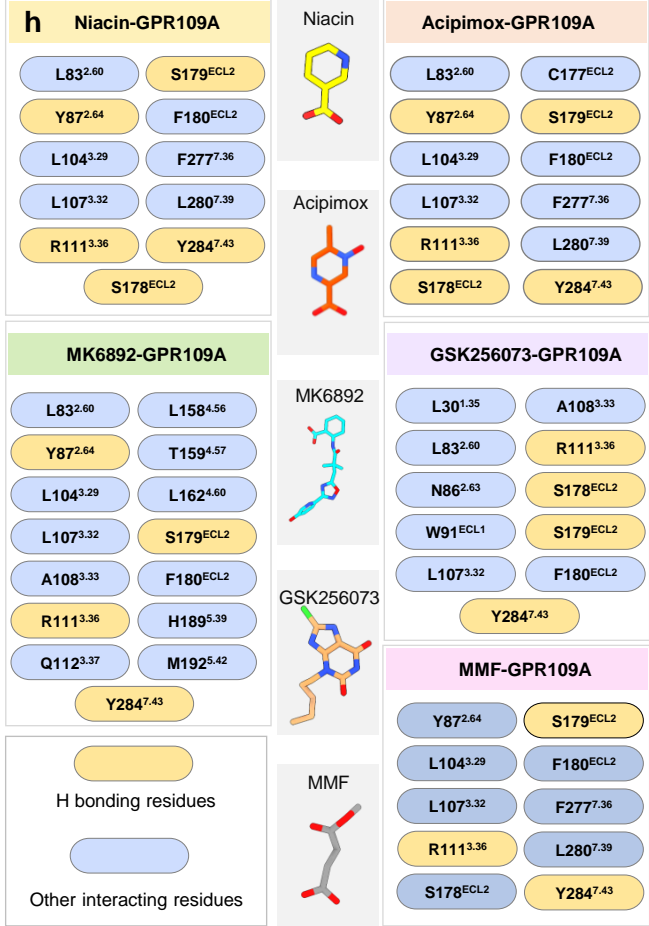 h
Niacin-GPR109A
L83^2.60 S179^ECL2
Y87^2.64 F180^ECL2
L104^3.29 F277^7.36
L107^3.32 L280^7.39
R111^3.36 Y284^7.43
S178^ECL2
Niacin
Acipimox
MK6892
GSK256073
MMF
Acipimox-GPR109A
L83^2.60 C177^ECL2
Y87^2.64 S179^ECL2
L104^3.29 F180^ECL2
L107^3.32 F277^7.36
R111^3.36 L280^7.39
S178^ECL2 Y284^7.43
MK6892-GPR109A
L83^2.60 L158^4.56
Y87^2.64 T159^4.57
L104^3.29 L162^4.60
L107^3.32 S179^ECL2
A108^3.33 F180^ECL2
R111^3.36 H189^5.39
Q112^3.37 M192^5.42
Y284^7.43
GSK256073-GPR109A
L30^1.35 A108^3.33
L83^2.60 R111^3.36
N86^2.63 S178^ECL2
W91^ECL1 S179^ECL2
L107^3.32 F180^ECL2
Y284^7.43
H bonding residues
Other interacting residues
MMF-GPR109A
Y87^2.64 S179^ECL2
L104^3.29 F180^ECL2
L107^3.32 F277^7.36
R111^3.36 L280^7.39
S178^ECL2 Y284^7.43